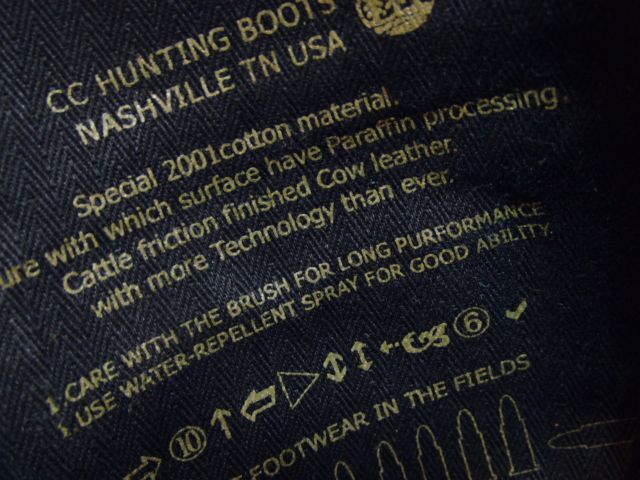 CC HUNTING BOOTS
NASHVILLE TN USA
Special 2001cotton material.
with which surface have Paraffin processing.
Cattle friction finished Cow leather.
with more Technology than ever.
1.CARE WITH THE BRUSH FOR LONG PURFORMANCE
1.USE WATER-REPELLENT SPRAY FOR GOOD ABILITY.
10 6
FOOTWEAR IN THE FIELDS